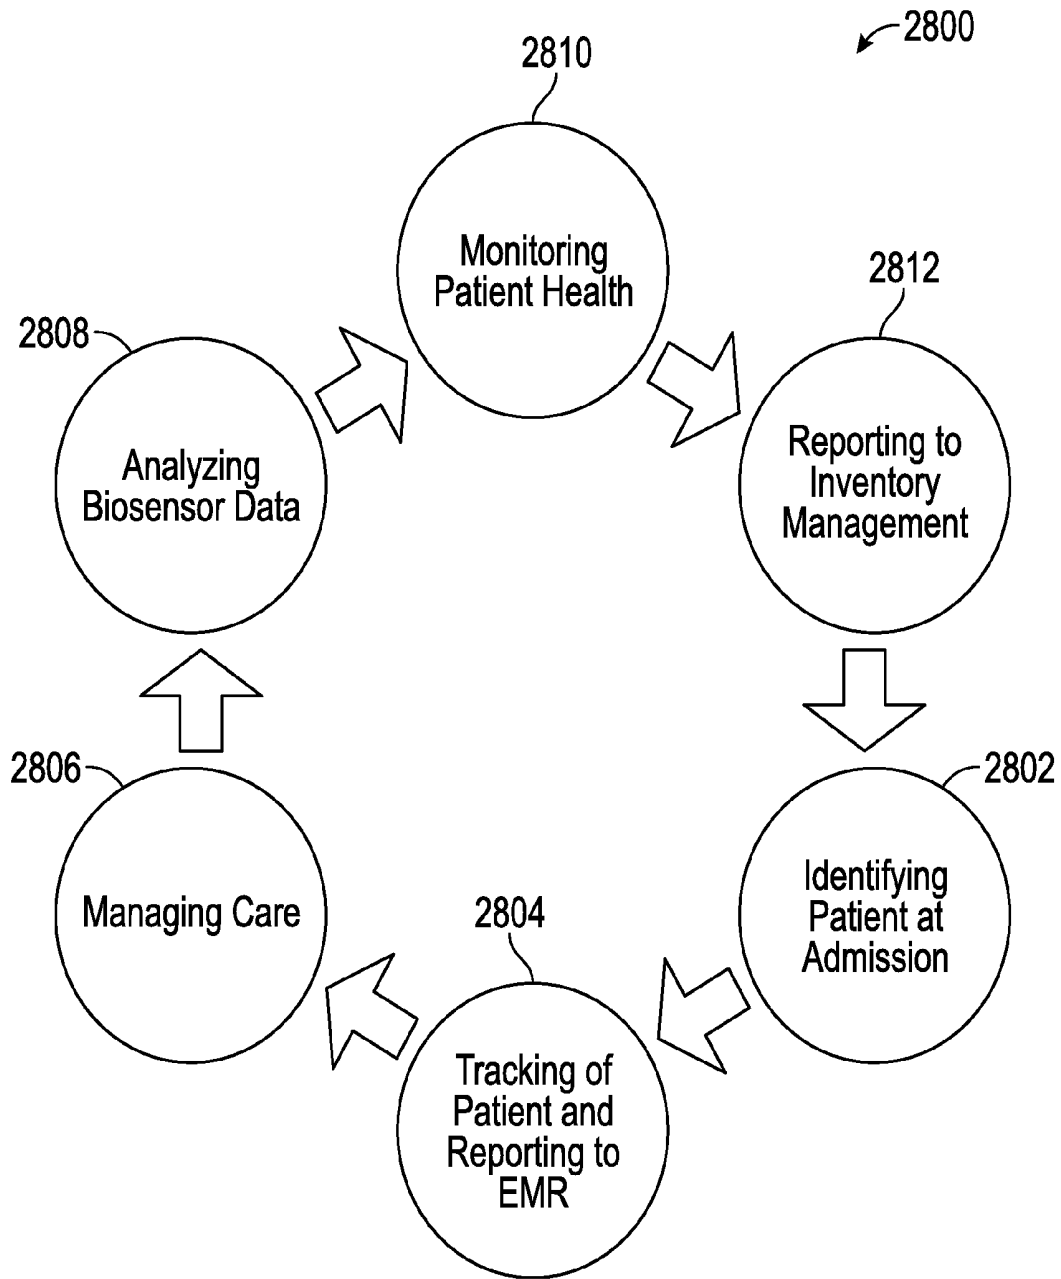 2800
2810
Monitoring
Patient Health
2812
Reporting to
Inventory
Management
2808
Analyzing
Biosensor Data
2802
Identifying
Patient at
Admission
2806
Managing Care
2804
Tracking of
Patient and
Reporting to
EMR